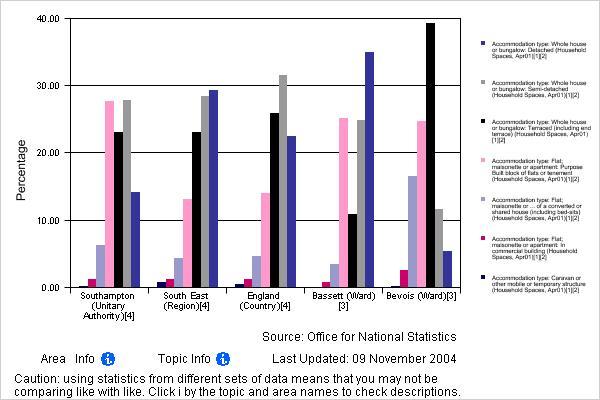 40.00
30.00
20.00
10.00
0.00
Percentage
Southampton
(Unitary
Authority)[4]
South East
(Region)[4]
England
(Country)[4]
Bassett (Ward)
[3]
Bevois (Ward)[3]
Accommodation type: Whole house
or bungalow: Detached (Household
Spaces, Apr01)[1][2]
Accommodation type: Whole house
or bungalow: Semi-detached
(Household Spaces, Apr01)[1][2]
Accommodation type: Whole house
or bungalow: Terraced (including end
terrace) (Household Spaces, Apr01)
[1][2]
Accommodation type: Flat;
maisonette or apartment: Purpose
Built block of flats or tenement
(Household Spaces, Apr01)[1][2]
Accommodation type: Flat;
maisonette or ... of a converted or
shared house (including bed-sits)
(Household Spaces, Apr01)[1][2]
Accommodation type: Flat;
maisonette or apartment: In
commercial building (Household
Spaces, Apr01)[1][2]
Accommodation type: Caravan or
other mobile or temporary structure
(Household Spaces, Apr01)[1][2]
Source: Office for National Statistics
Area Info i Topic Info i Last Updated: 09 November 2004
Caution: using statistics from different sets of data means that you may not be
comparing like with like. Click i by the topic and area names to check descriptions.